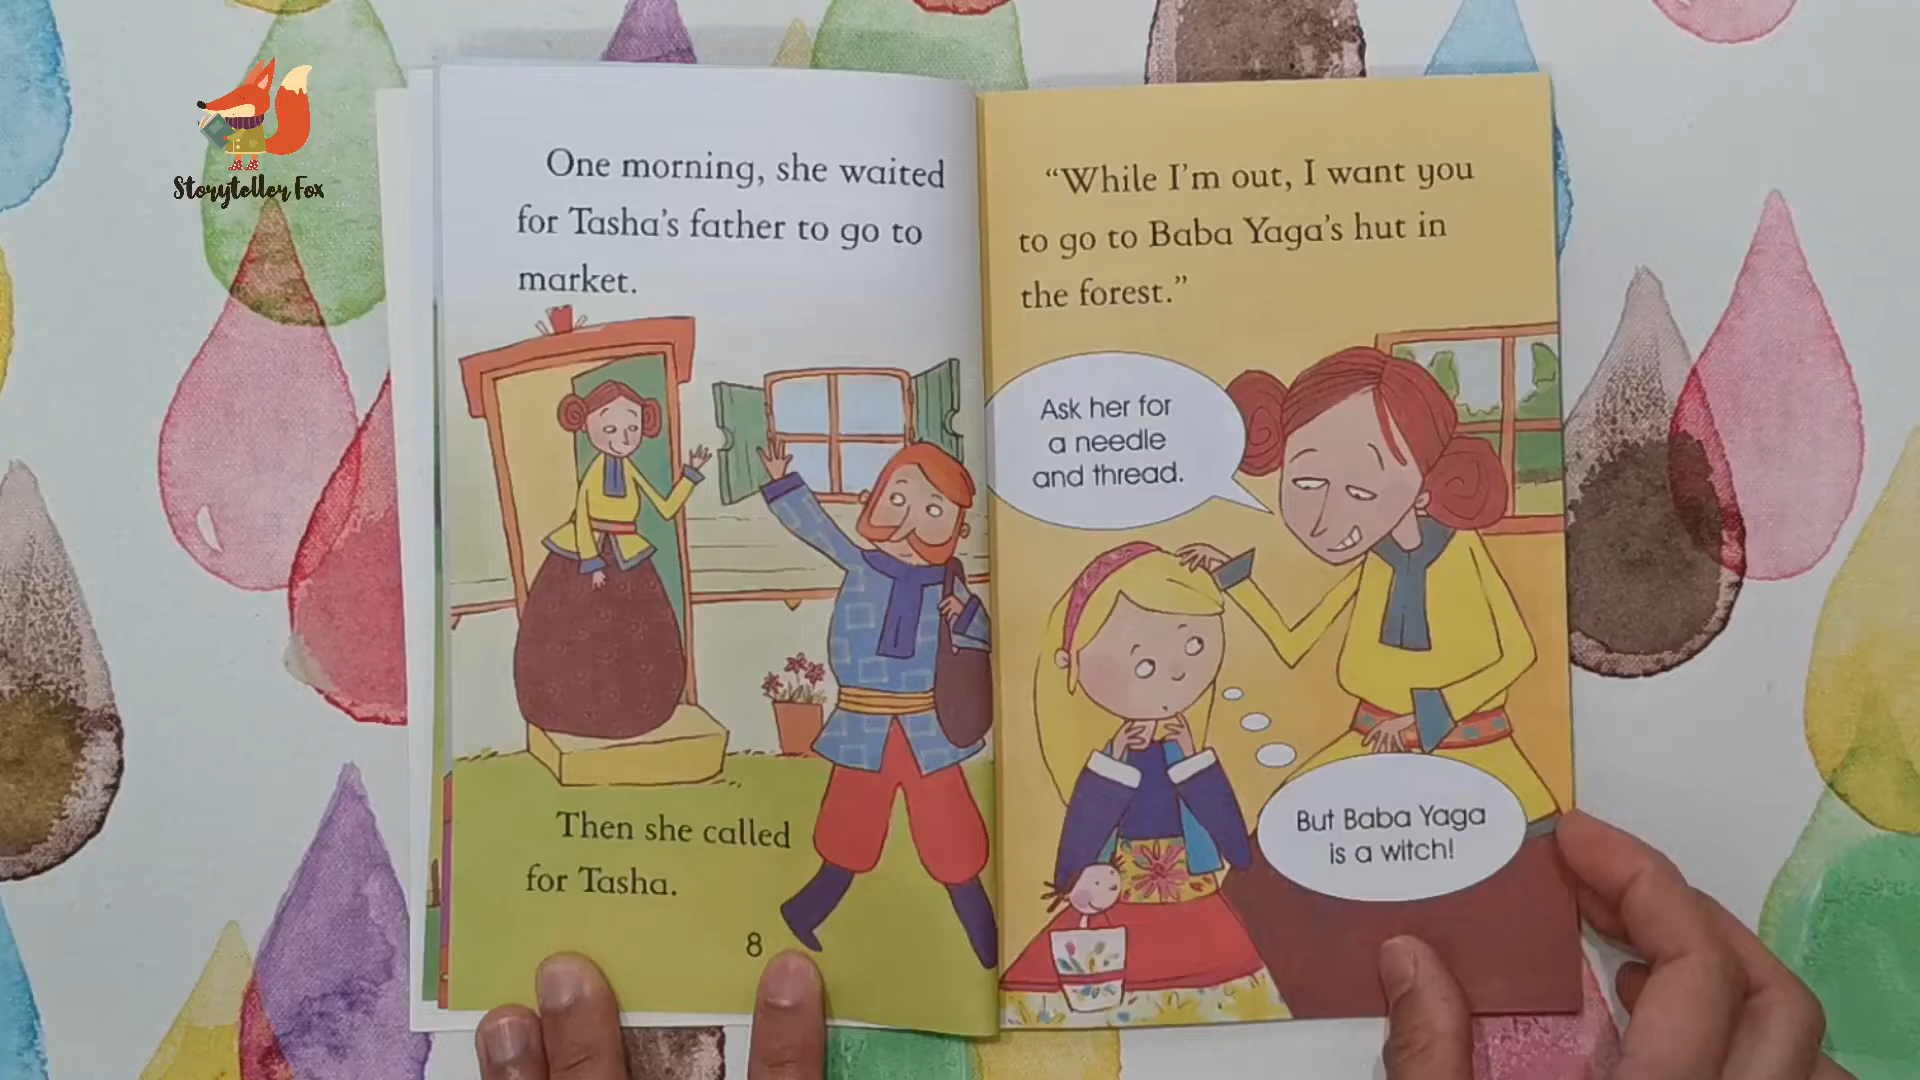 Storyteller Fox
One morning, she waited
for Tasha's father to go to
market.
Then she called
for Tasha.
8
“While I'm out, I want you
to go to Baba Yaga's hut in
the forest.”
Ask her for
a needle
and thread.
But Baba Yaga
is a witch!